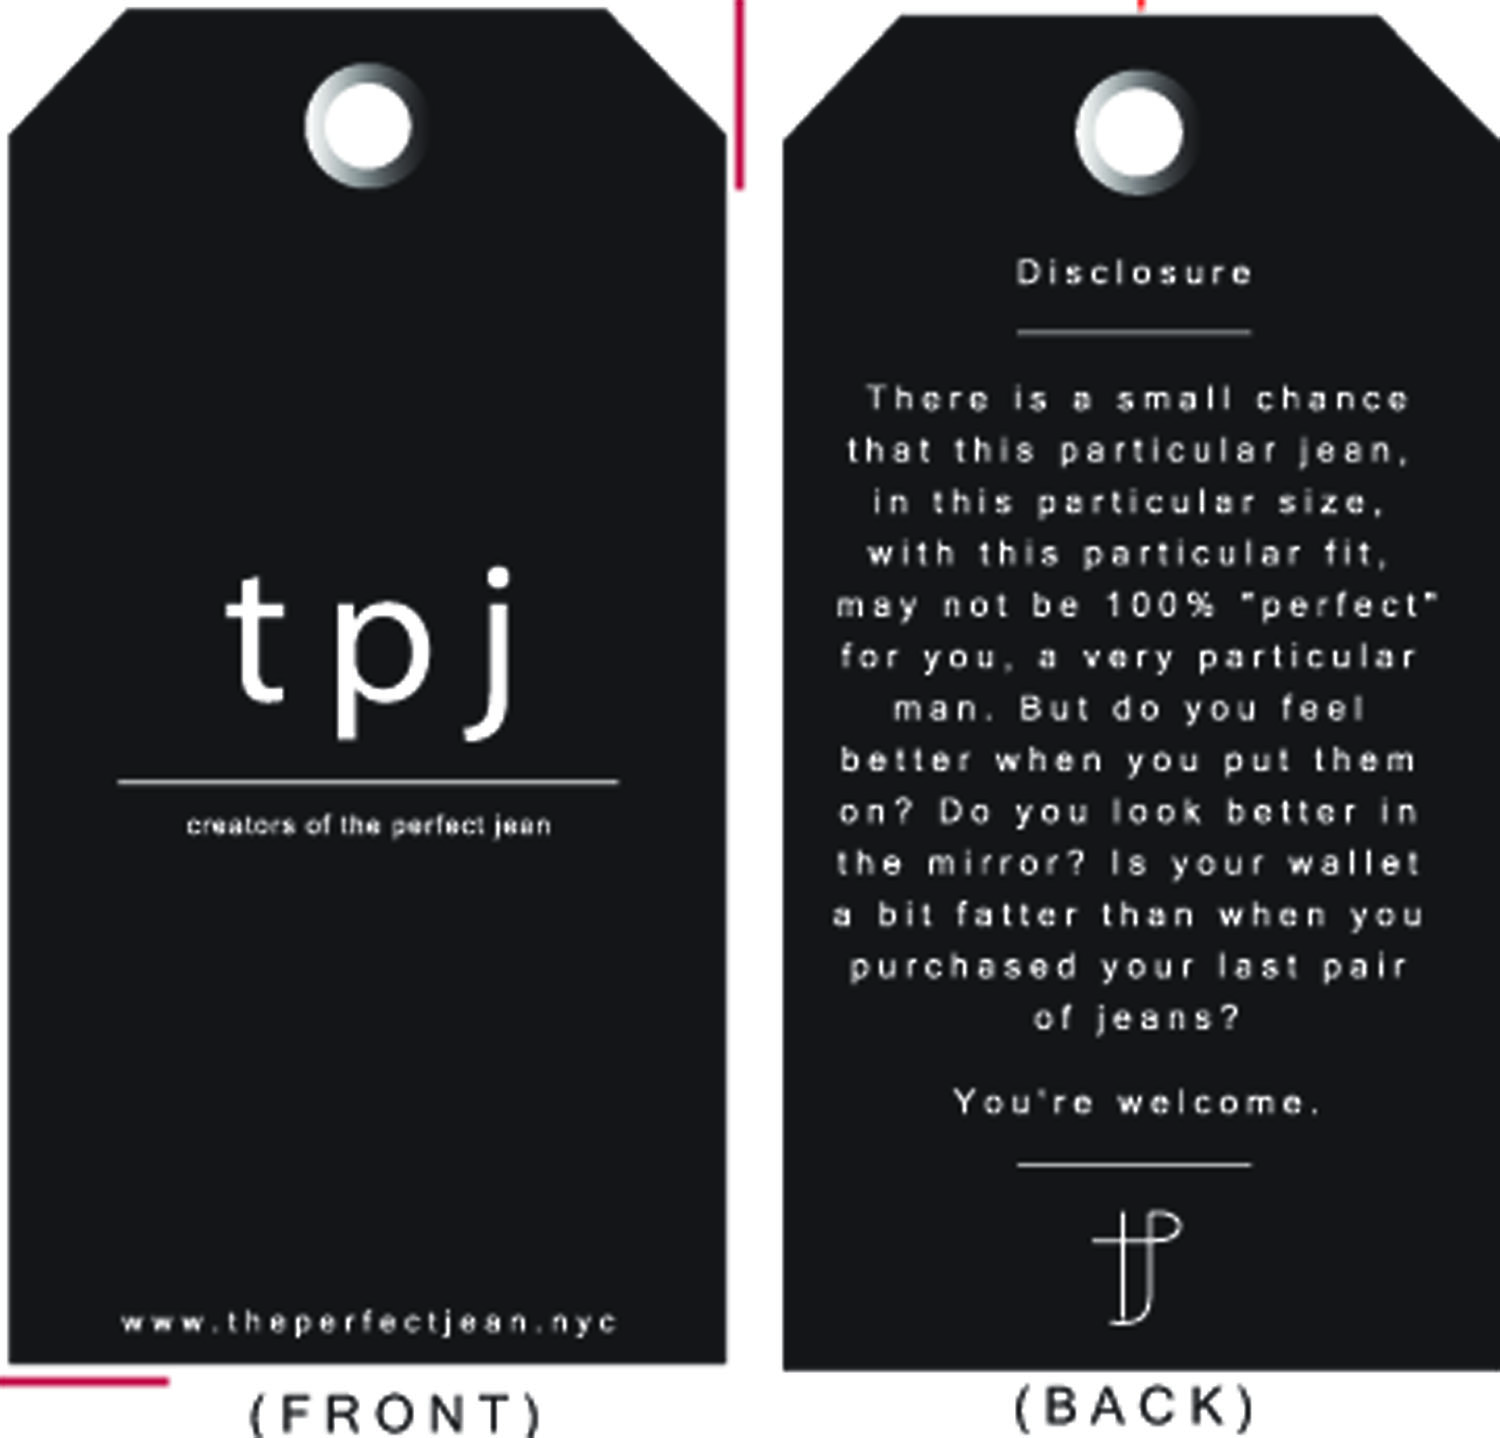 tpj
creators of the perfect jean
www.theperfectjean.nyc
(FRONT)
Disclosure
There is a small chance
that this particular jean,
in this particular size,
with this particular fit,
may not be 100% "perfect"
for you, a very particular
man. But do you feel
better when you put them
on? Do you look better in
the mirror? Is your wallet
a bit fatter than when you
purchased your last pair
of jeans?
You're welcome.
tpj
(BACK)